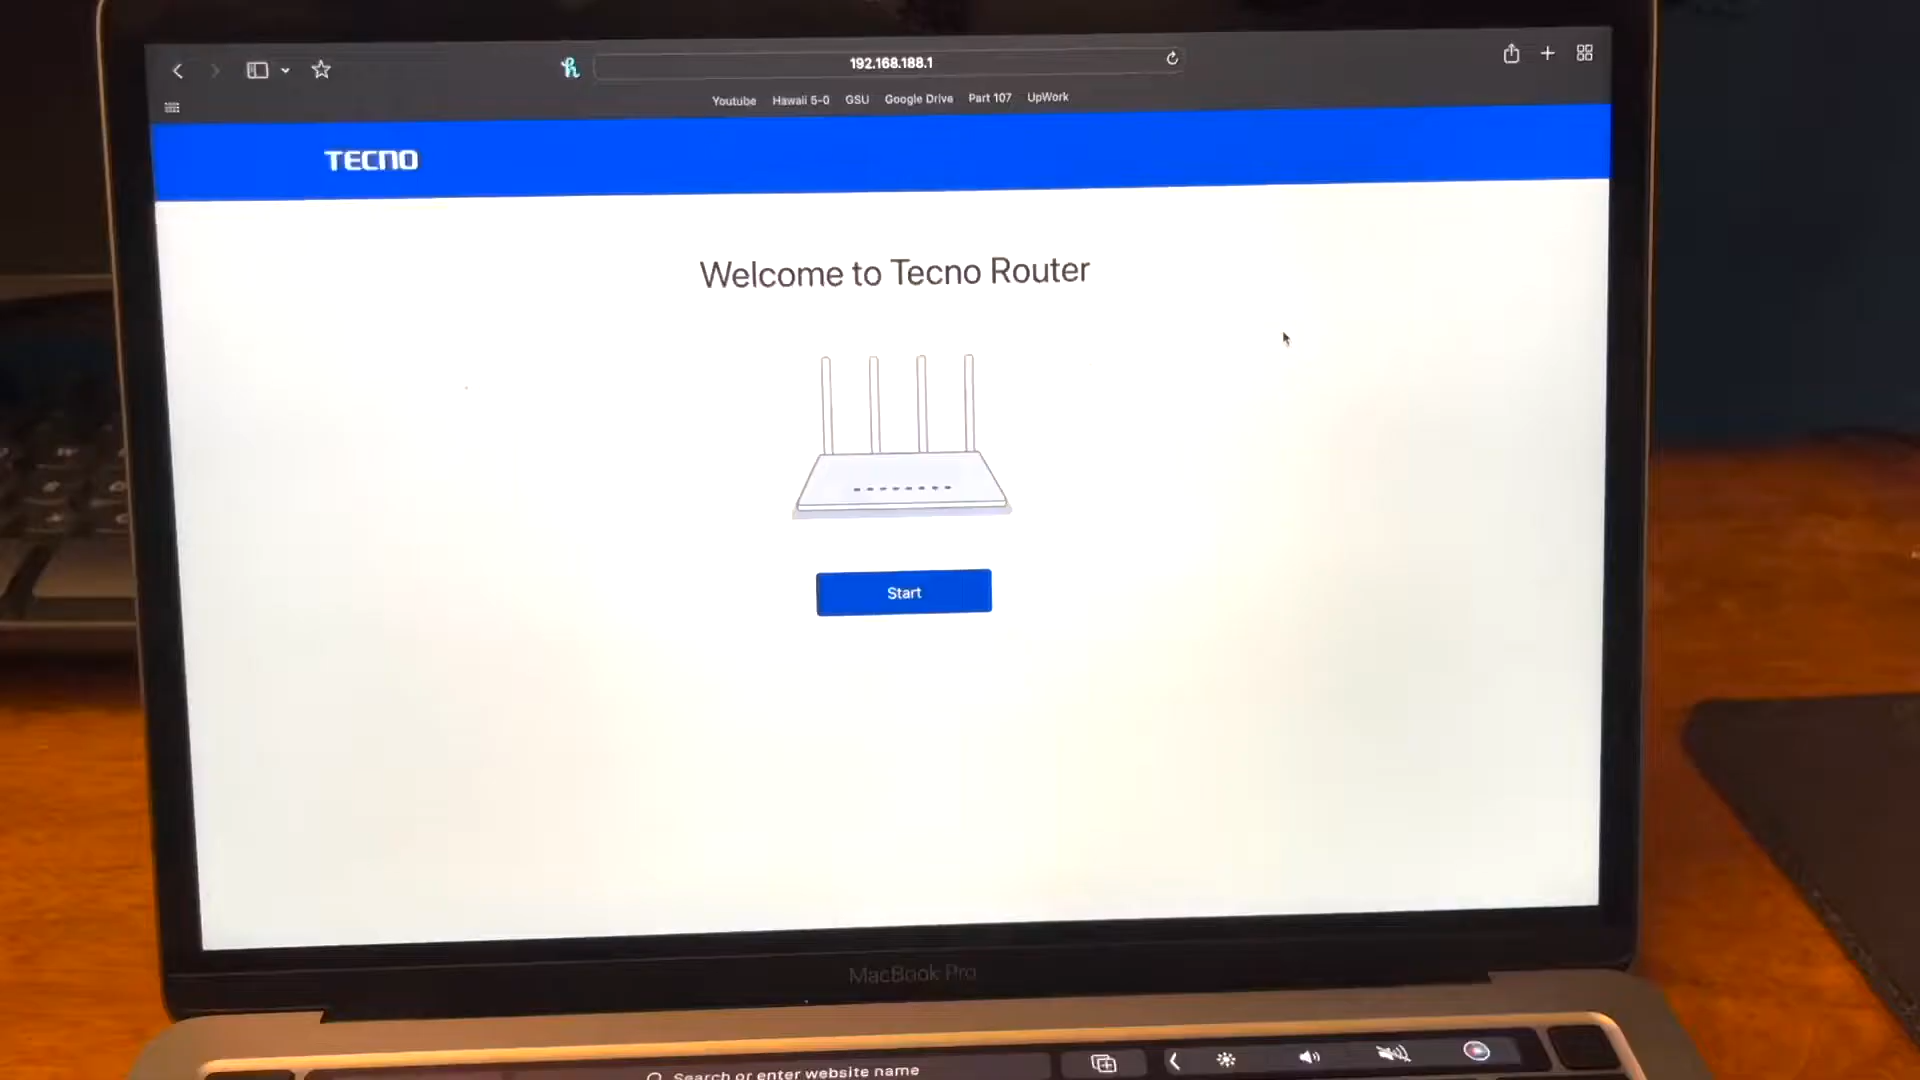 192.168.188.1
Youtube Hawaii 5-0 GSU Google Drive Part 107 UpWork
TECNO
Welcome to Tecno Router
Start
MacBook Pro
Search or enter website name